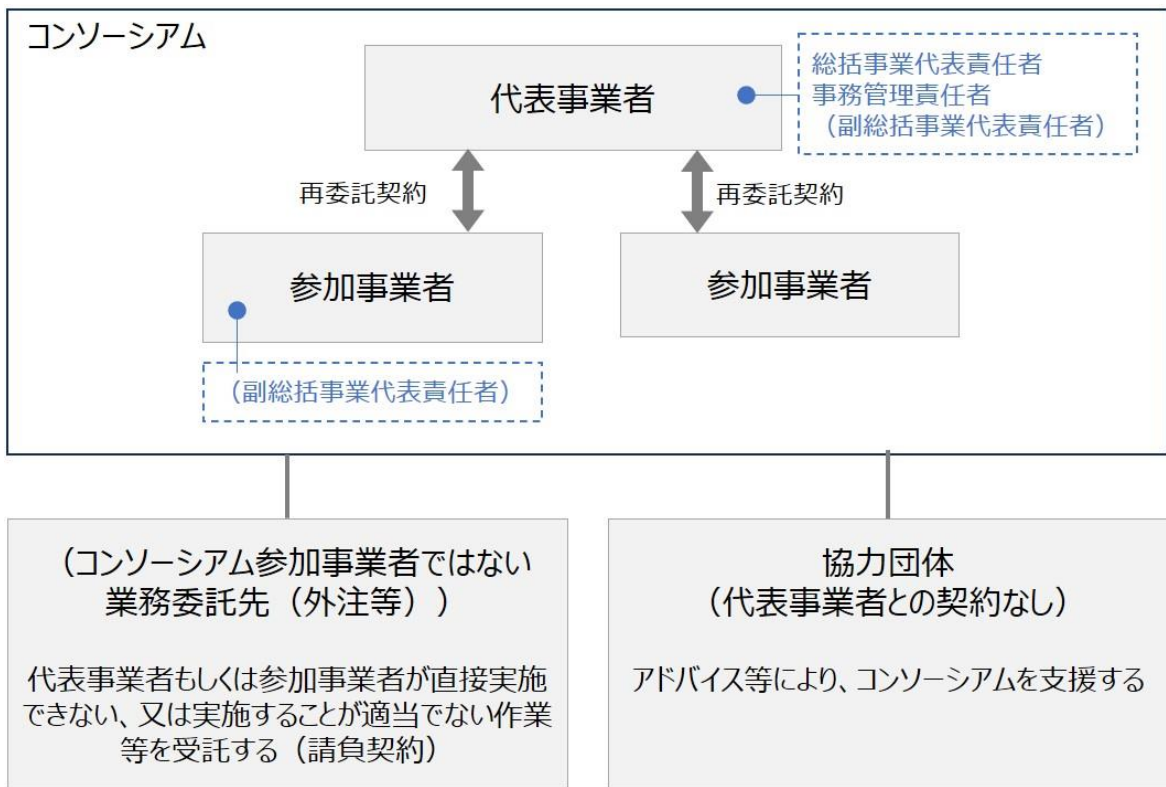 コンソーシアム
代表事業者
総括事業代表責任者
事務管理責任者
（副総括事業代表責任者）
再委託契約
再委託契約
参加事業者
参加事業者
（副総括事業代表責任者）
（コンソーシアム参加事業者ではない
業務委託先（外注等））
代表事業者もしくは参加事業者が直接実施
できない、又は実施することが適当でない作業
等を受託する（請負契約）
協力団体
（代表事業者との契約なし）
アドバイス等により、コンソーシアムを支援する